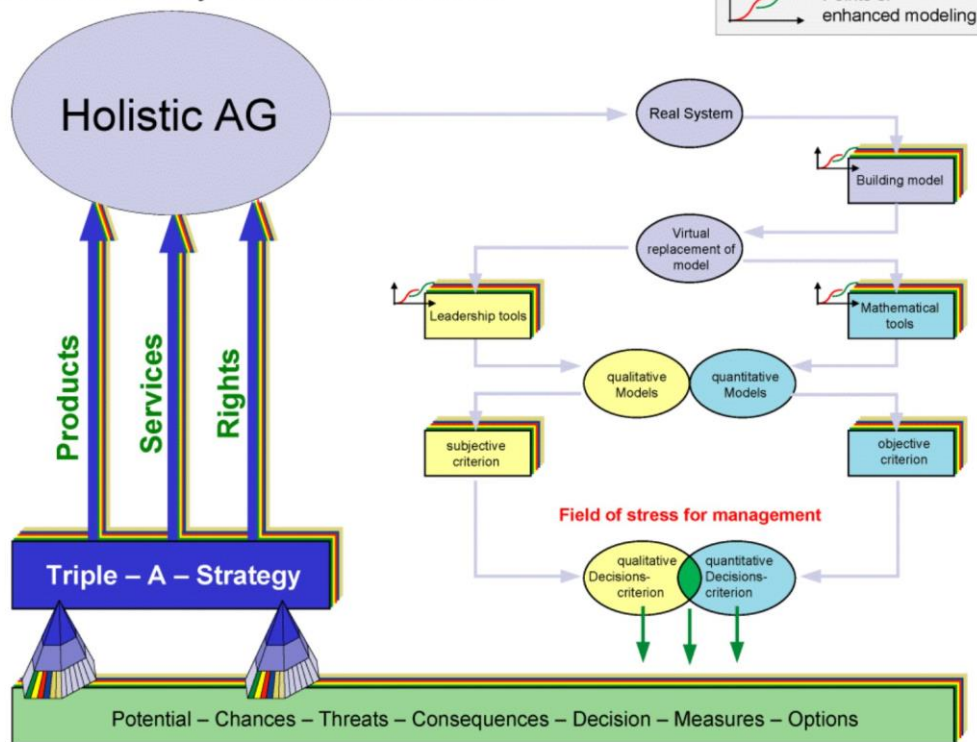 enhanced modeling
Holistic AG
Real System
Building model
Virtual
replacement of
model
Leadership tools
Mathematical
tools
qualitative
Models
quantitative
Models
subjective
criterion
objective
criterion
Products
Services
Rights
Field of stress for management
qualitative
Decisions-
criterion
quantitative
Decisions-
criterion
Triple – A – Strategy
Potential – Chances – Threats – Consequences – Decision – Measures – Options